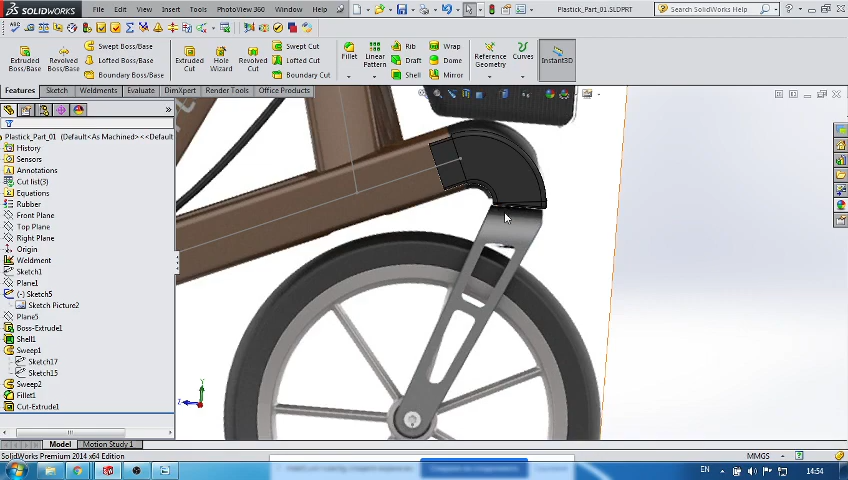 SOLIDWORKS File Edit View Insert Tools PhotoView 360 Window Help Plastick_Part_01.SLDPRT Search SolidWorks Help
Extruded Boss/Base
Revolved Boss/Base
Swept Boss/Base
Lofted Boss/Base
Boundary Boss/Base
Extruded Cut
Hole Wizard
Revolved Cut
Swept Cut
Lofted Cut
Boundary Cut
Fillet
Linear Pattern
Rib
Draft
Shell
Wrap
Dome
Mirror
Reference Geometry
Curves
Instant3D
Features Sketch Weldments Evaluate DimXpert Render Tools Office Products
Plastick_Part_01 (Default<As Machined><Default
History
Sensors
Annotations
Cut list(3)
Equations
Rubber
Front Plane
Top Plane
Right Plane
Origin
Weldment
Sketch1
Plane1
(-) Sketch5
Sketch Picture2
Plane5
Boss-Extrude1
Shell1
Sweep1
Sketch17
Sketch15
Sweep2
Fillet1
Cut-Extrude1
Y
Z
Model Motion Study 1
SolidWorks Premium 2014 x64 Edition MMGS
EN 14:54